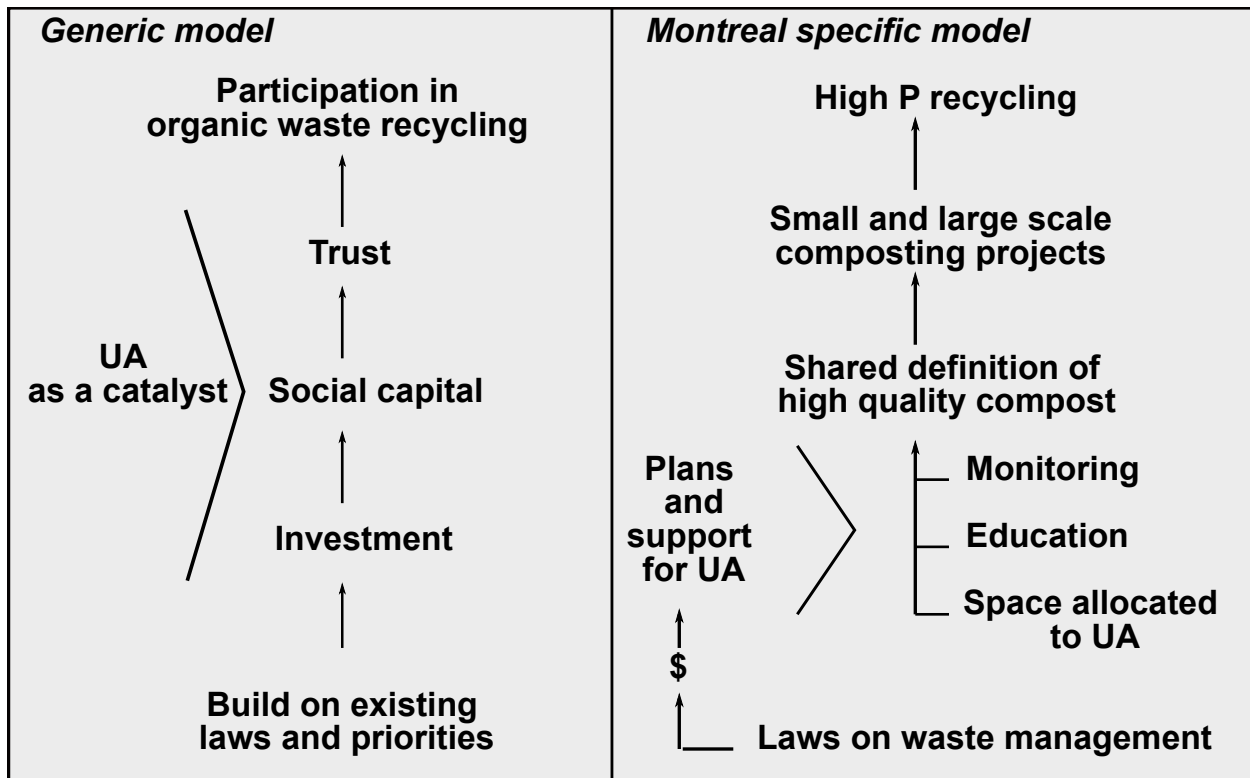 Generic model
Participation in
organic waste recycling
Trust
UA
as a catalyst
Social capital
Investment
Build on existing
laws and priorities
Montreal specific model
High P recycling
Small and large scale
composting projects
Shared definition of
high quality compost
Plans
and
support
for UA
Monitoring
Education
Space allocated
to UA
$
Laws on waste management